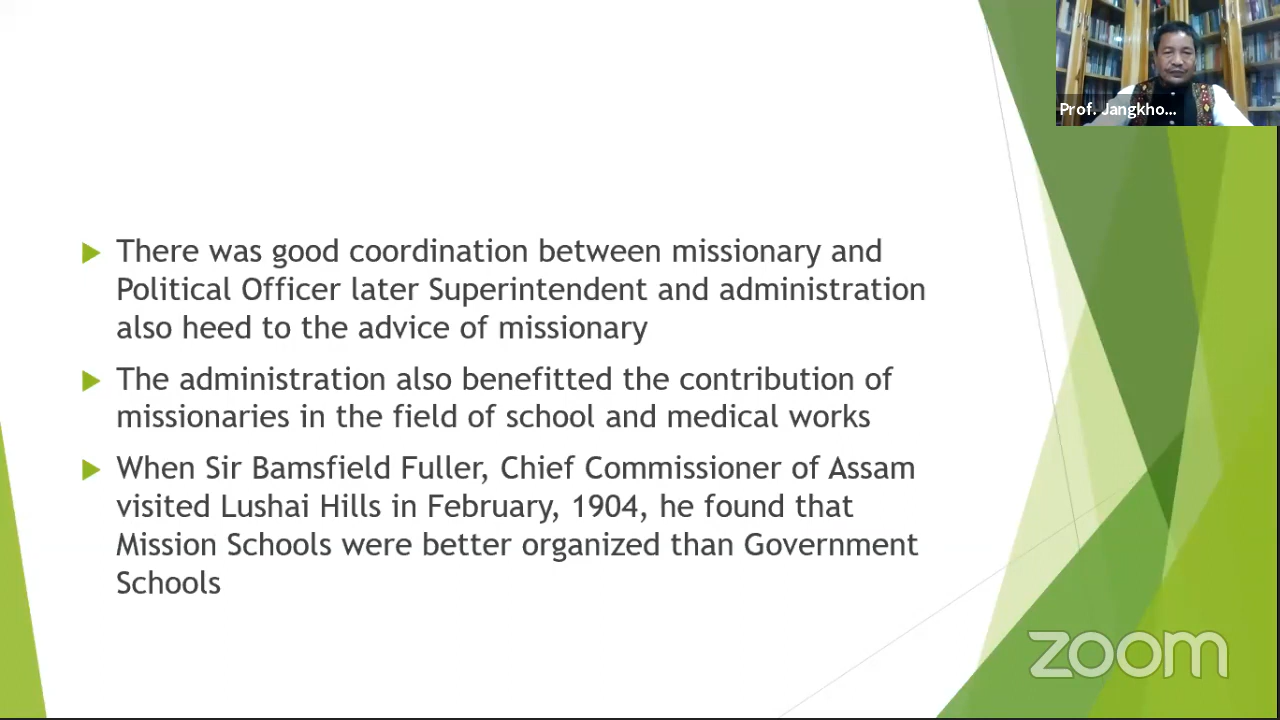 Prof. Jangkho...
There was good coordination between missionary and
Political Officer later Superintendent and administration
also heed to the advice of missionary
The administration also benefitted the contribution of
missionaries in the field of school and medical works
When Sir Bamsfield Fuller, Chief Commissioner of Assam
visited Lushai Hills in February, 1904, he found that
Mission Schools were better organized than Government
Schools
zoom